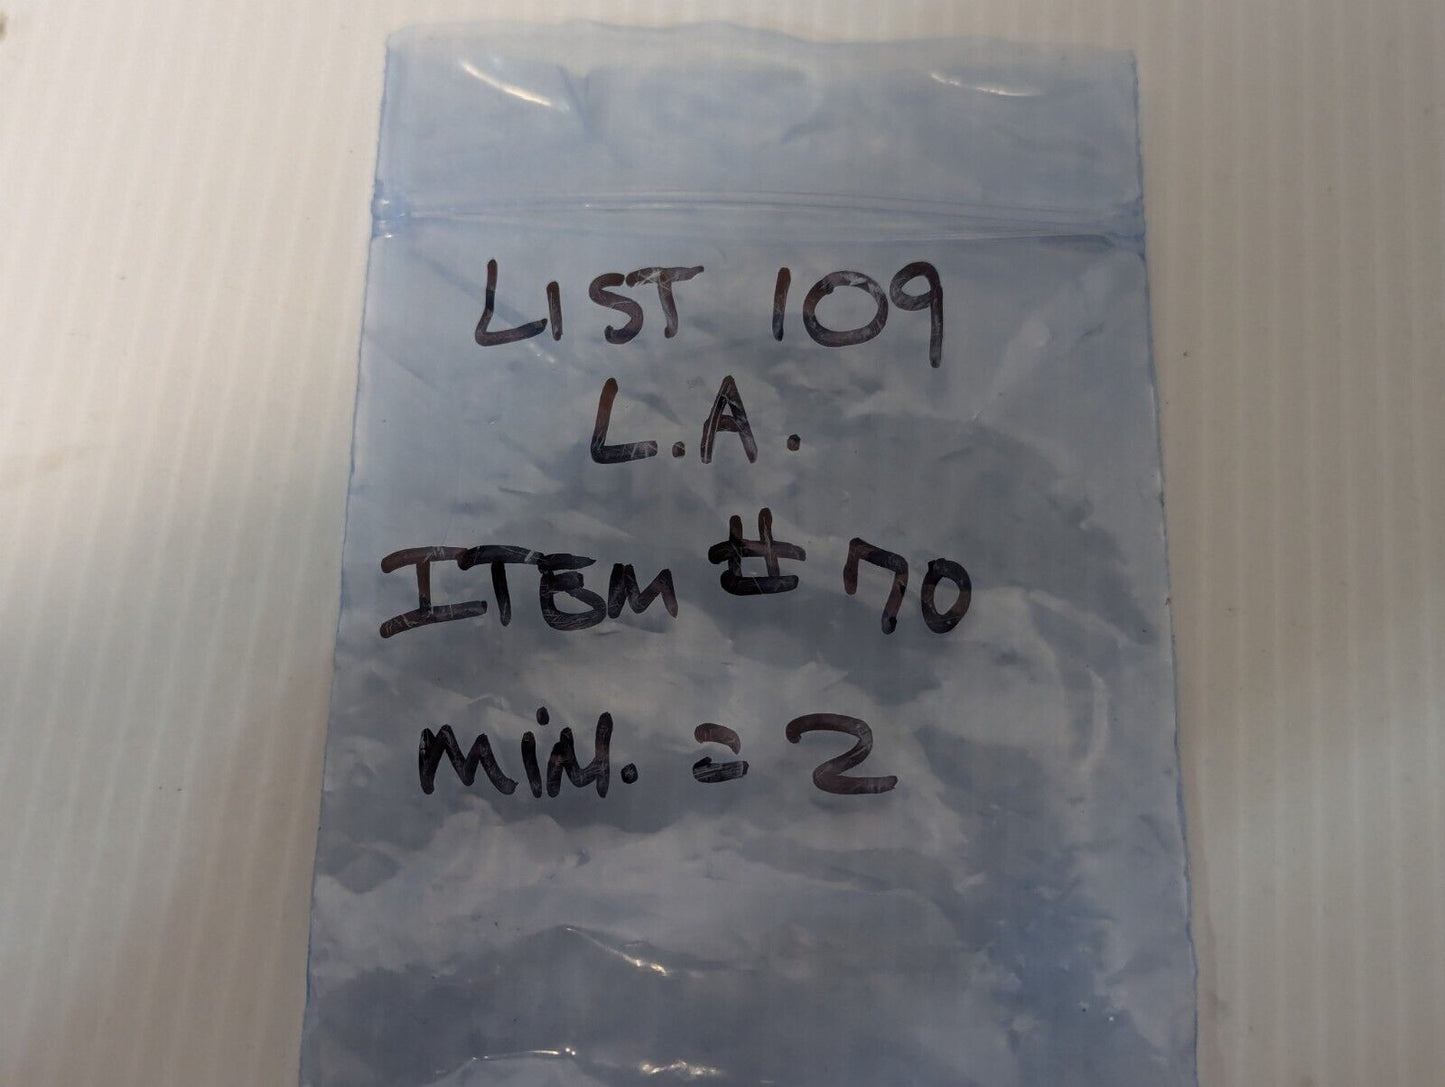 LIST 109
L.A.
ITEM # 70
MiN. = 2